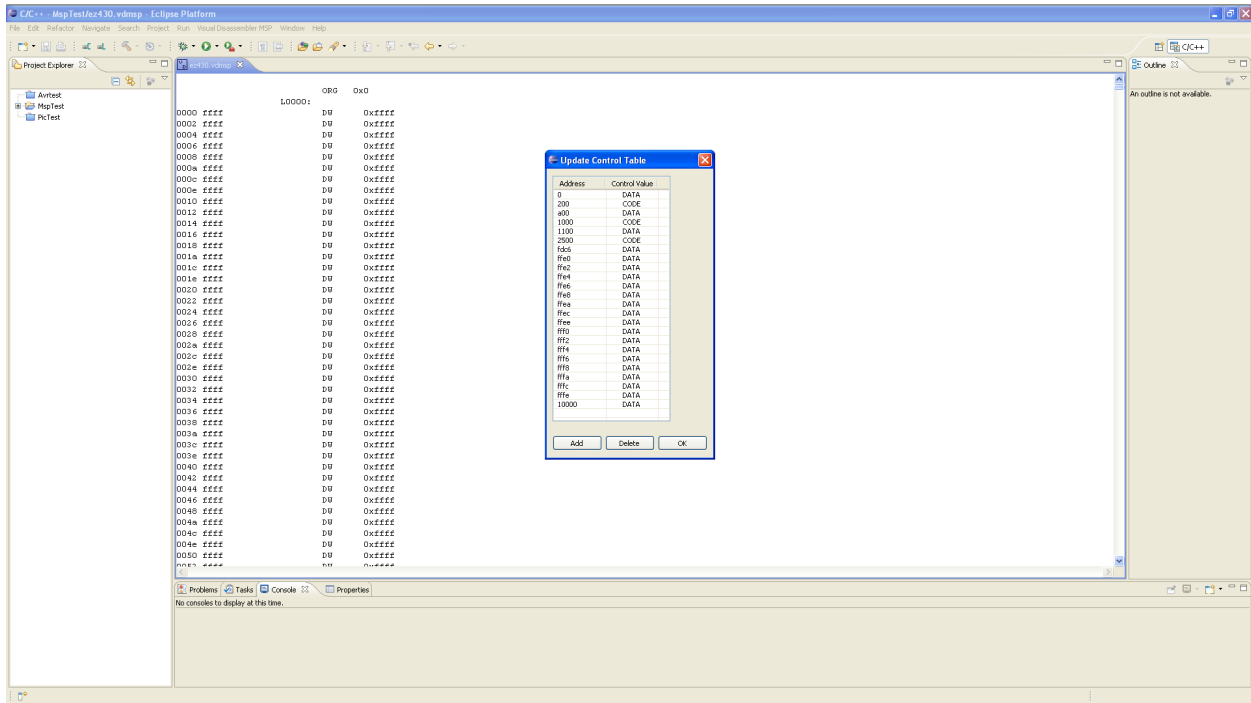 C/C++ - MspTest/ez430.vdmsp - Eclipse Platform
File Edit Refactor Navigate Search Project Run Visual Disassembler MSP Window Help
C/C++
Project Explorer
Avrtest
MspTest
PicTest
ez430.vdmsp
ORG 0x0
L0000:
0000 ffff DW 0xffff
0002 ffff DW 0xffff
0004 ffff DW 0xffff
0006 ffff DW 0xffff
0008 ffff DW 0xffff
000a ffff DW 0xffff
000c ffff DW 0xffff
000e ffff DW 0xffff
0010 ffff DW 0xffff
0012 ffff DW 0xffff
0014 ffff DW 0xffff
0016 ffff DW 0xffff
0018 ffff DW 0xffff
001a ffff DW 0xffff
001c ffff DW 0xffff
001e ffff DW 0xffff
0020 ffff DW 0xffff
0022 ffff DW 0xffff
0024 ffff DW 0xffff
0026 ffff DW 0xffff
0028 ffff DW 0xffff
002a ffff DW 0xffff
002c ffff DW 0xffff
002e ffff DW 0xffff
0030 ffff DW 0xffff
0032 ffff DW 0xffff
0034 ffff DW 0xffff
0036 ffff DW 0xffff
0038 ffff DW 0xffff
003a ffff DW 0xffff
003c ffff DW 0xffff
003e ffff DW 0xffff
0040 ffff DW 0xffff
0042 ffff DW 0xffff
0044 ffff DW 0xffff
0046 ffff DW 0xffff
0048 ffff DW 0xffff
004a ffff DW 0xffff
004c ffff DW 0xffff
004e ffff DW 0xffff
0050 ffff DW 0xffff
0052 ffff DW 0xffff
Update Control Table
Address Control Value
0 DATA
200 CODE
a00 DATA
1000 CODE
1100 DATA
2500 CODE
fdc6 DATA
ffe0 DATA
ffe2 DATA
ffe4 DATA
ffe6 DATA
ffe8 DATA
ffea DATA
ffec DATA
ffee DATA
fff0 DATA
fff2 DATA
fff4 DATA
fff6 DATA
fff8 DATA
fffa DATA
fffc DATA
fffe DATA
10000 DATA
Add Delete OK
Outline
An outline is not available.
Problems Tasks Console Properties
No consoles to display at this time.